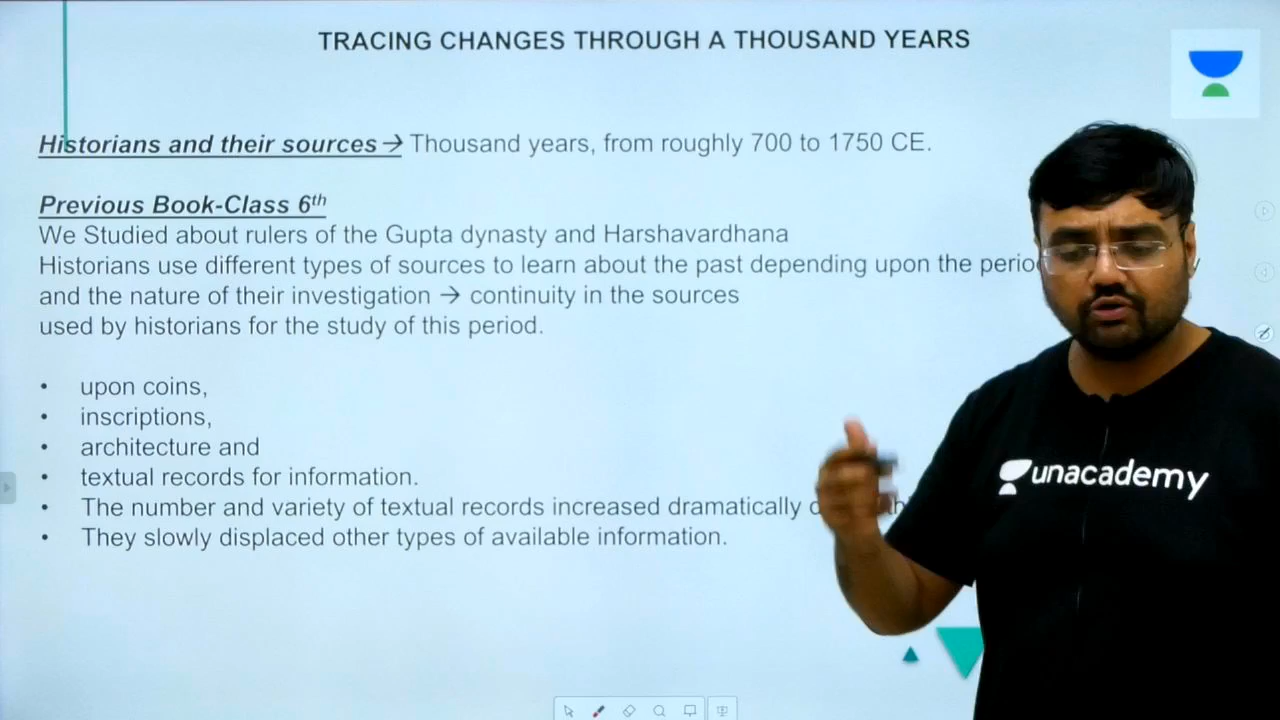 TRACING CHANGES THROUGH A THOUSAND YEARS
Historians and their sources→ Thousand years, from roughly 700 to 1750 CE.
Previous Book-Class 6th
We Studied about rulers of the Gupta dynasty and Harshavardhana
Historians use different types of sources to learn about the past depending upon the
and the nature of their investigation → continuity in the sources
used by historians for the study of this period.
• upon coins,
• inscriptions,
• architecture and
• textual records for information.
• The number and variety of textual records increased dramatically
• They slowly displaced other types of available information.
unacademy